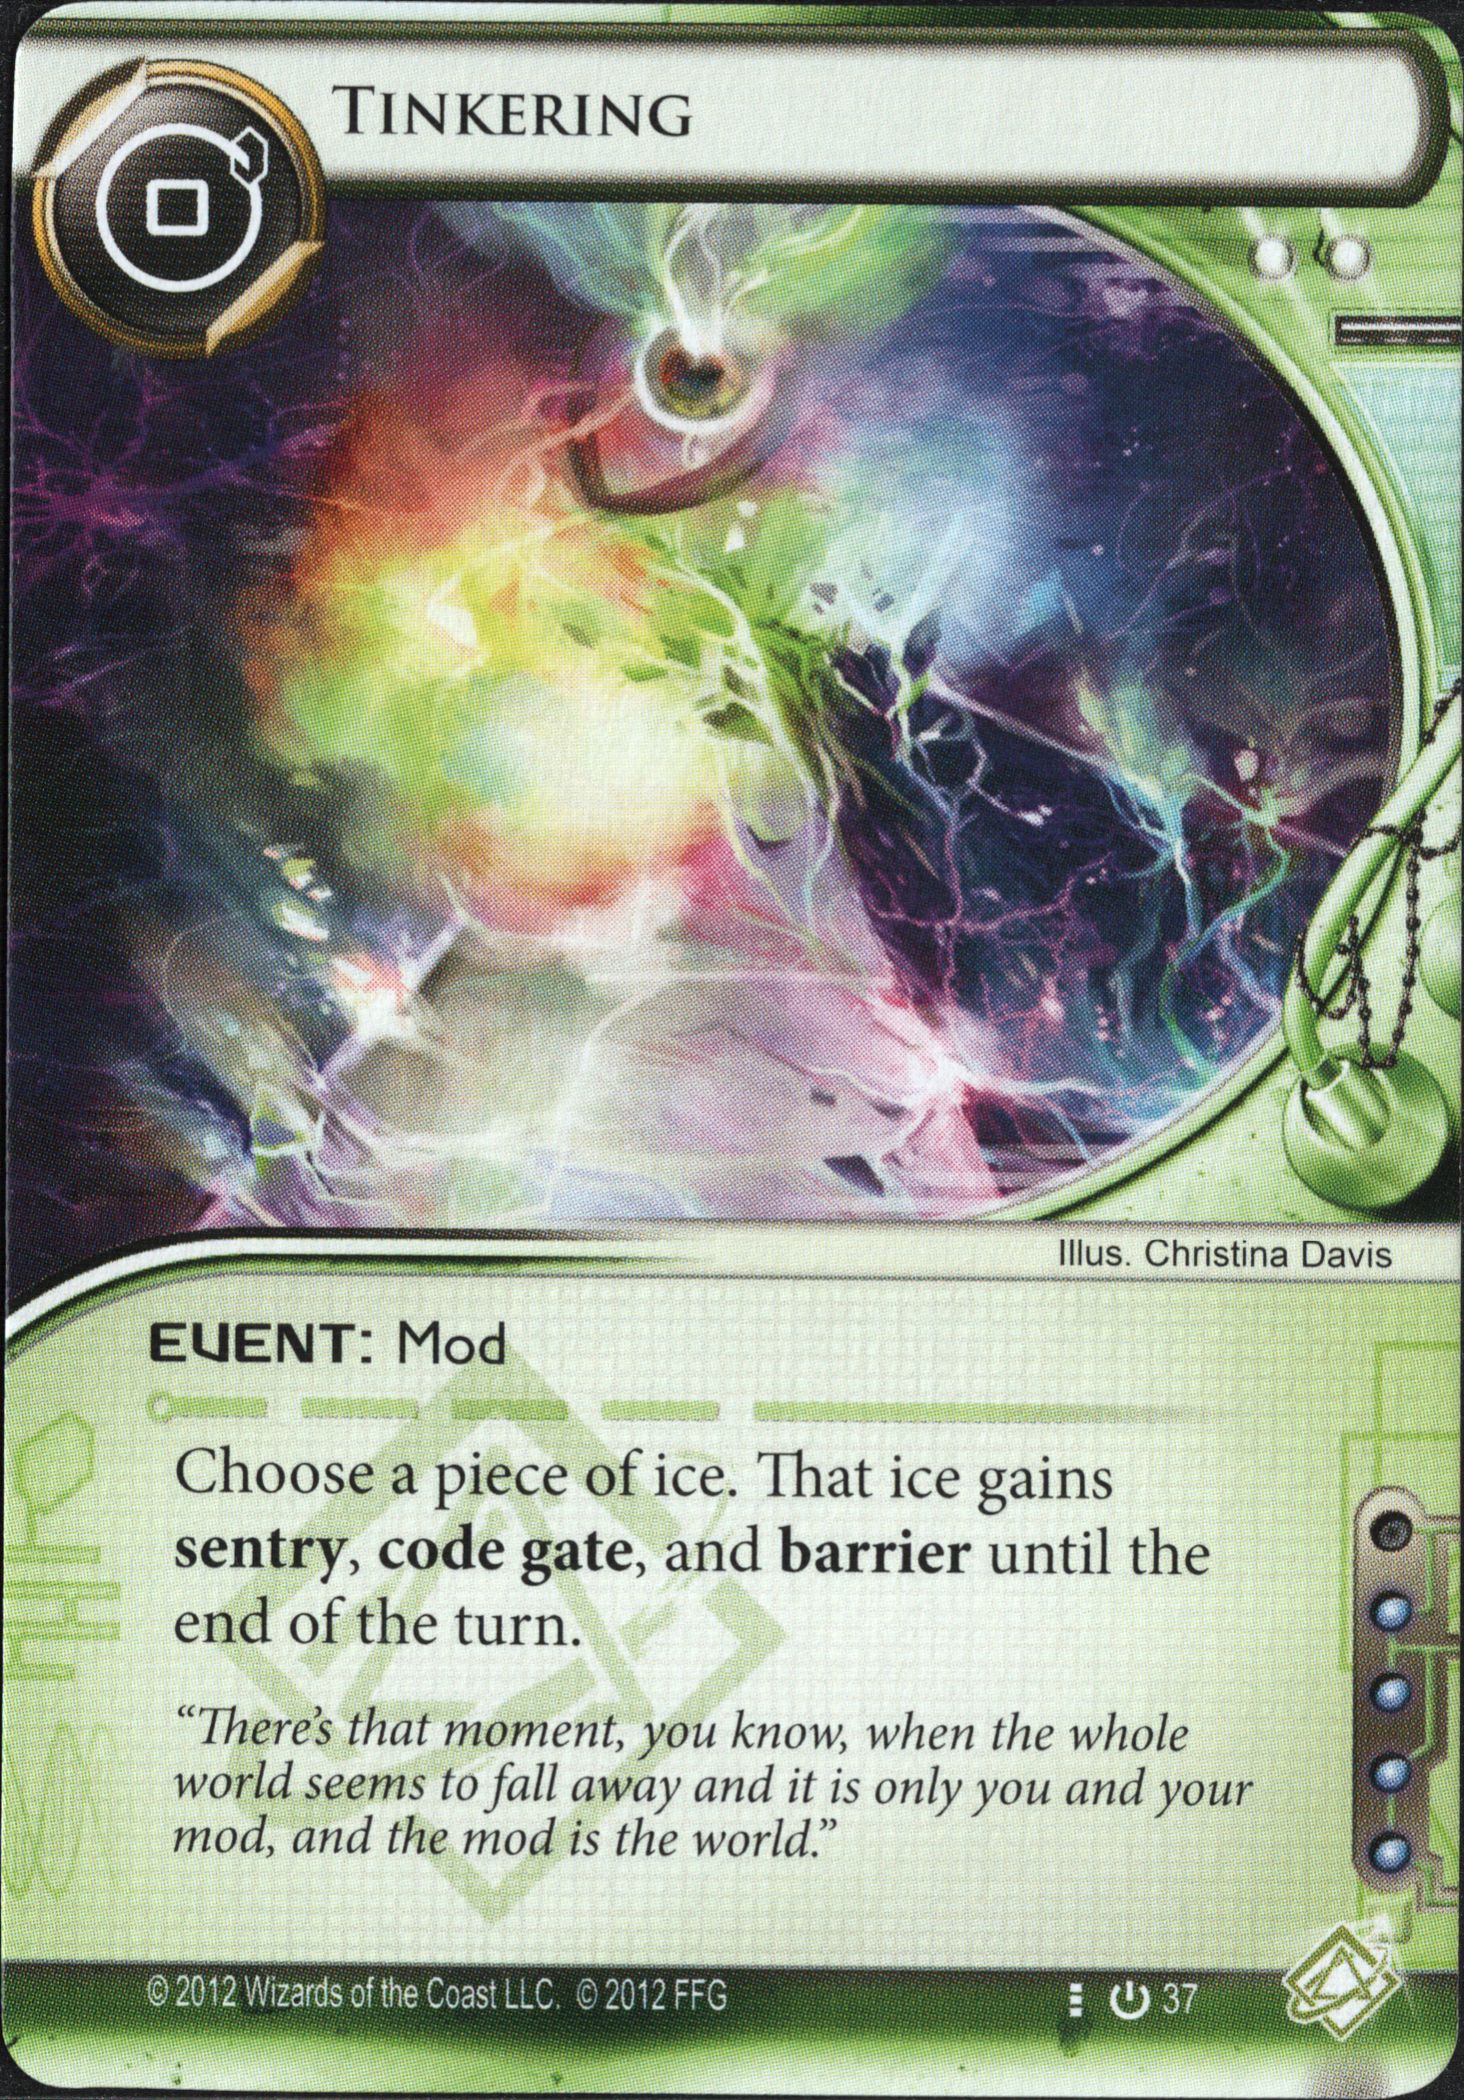 TINKERING
0
Illus. Christina Davis
EVENT: Mod
Choose a piece of ice. That ice gains
sentry, code gate, and barrier until the
end of the turn.
“There’s that moment, you know, when the whole
world seems to fall away and it is only you and your
mod, and the mod is the world.”
© 2012 Wizards of the Coast LLC. © 2012 FFG
37